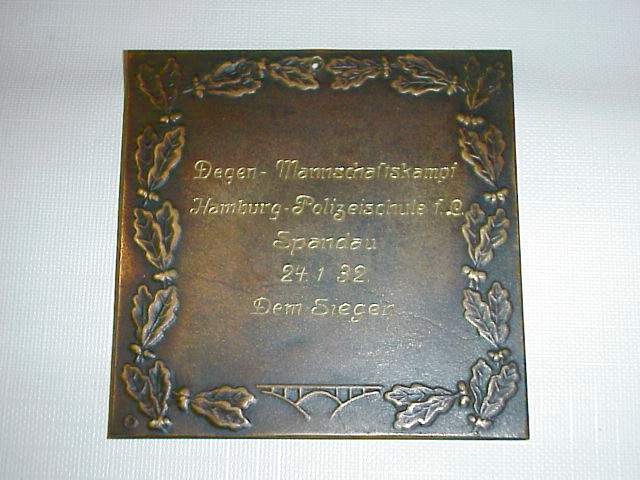 Degen - Mannschaftskampf
Hamburg - Polizeischule f. L.
Spandau
24. 1 32.
Dem Sieger